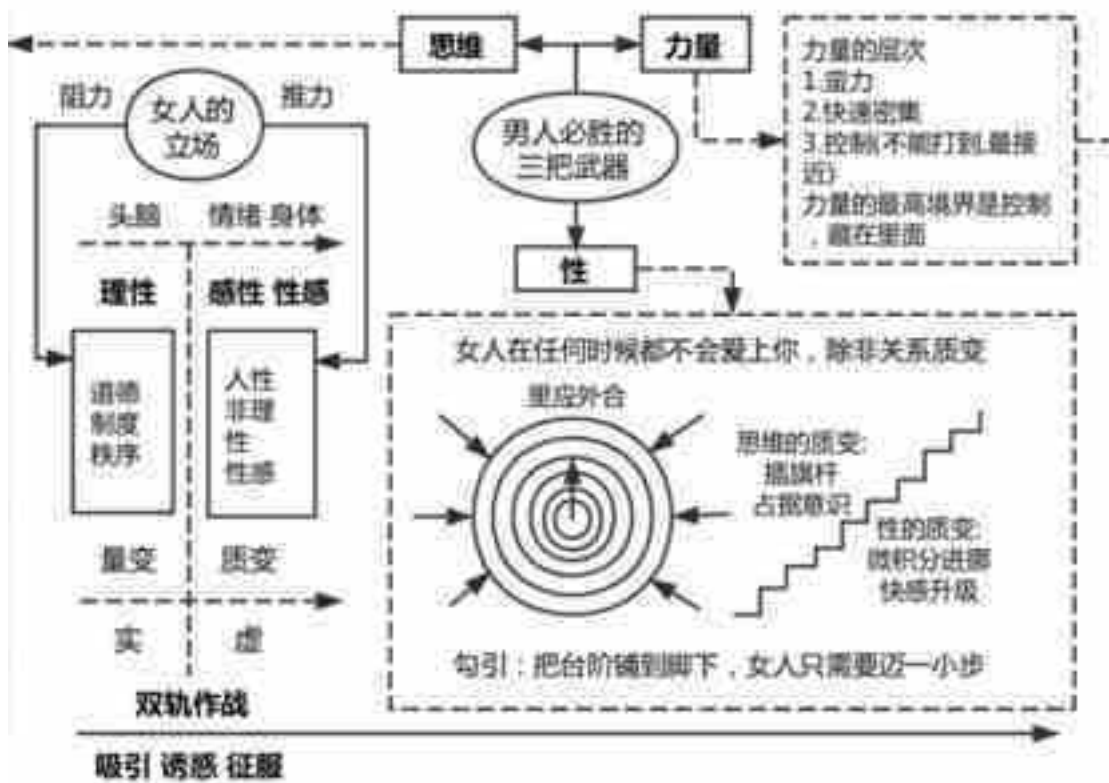 思维
力量
阻力
推力
女人的
立场
男人必胜的
三把武器
力量的层次
1.蛮力
2.快速密集
3.控制(不能打到,最接
近)
力量的最高境界是控制
，藏在里面
头脑
情绪 身体
理性
感性 性感
道德
制度
秩序
人性
非理
性
性感
性
女人在任何时候都不会爱上你，除非关系质变
里应外合
思维的质变:
插旗杆
占据意识
性的质变:
微积分进挪
快感升级
勾引：把台阶铺到脚下，女人只需要迈一小步
量变
质变
实
虚
双轨作战
吸引 诱惑 征服